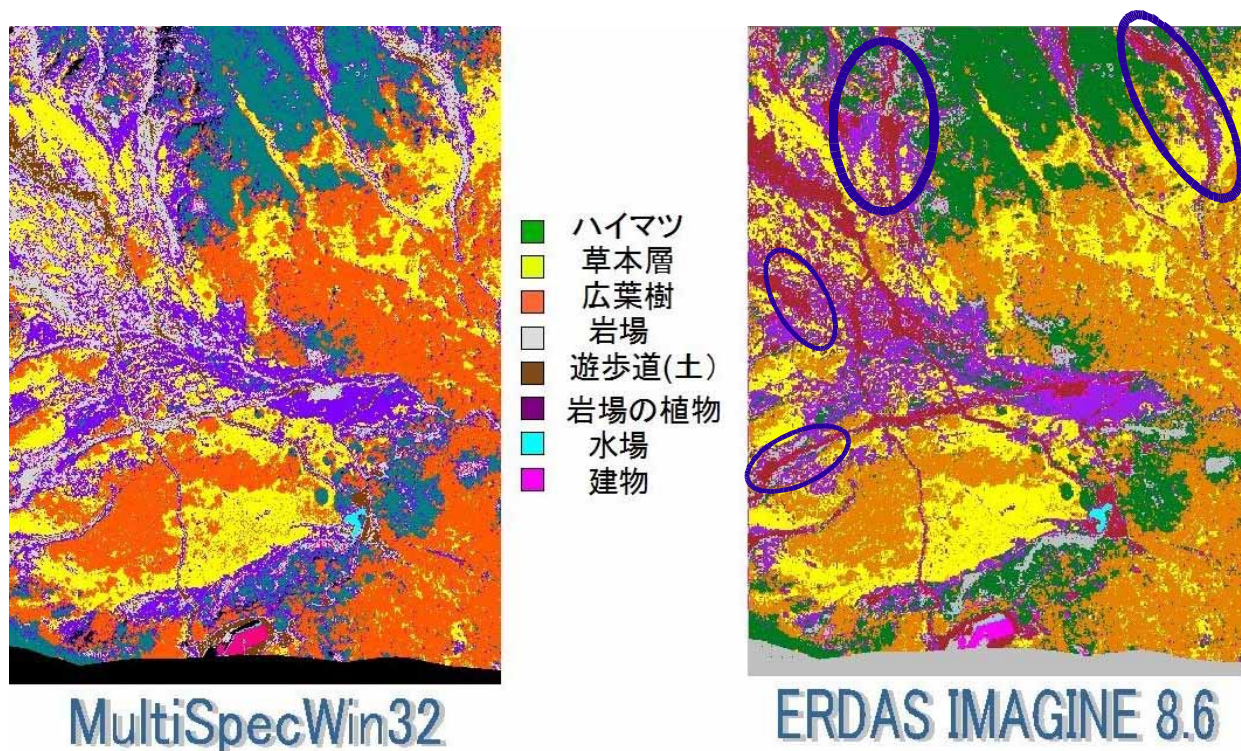 ハイマツ
草本層
広葉樹
岩場
遊歩道(土)
岩場の植物
水場
建物
MultiSpecWin32
ERDAS IMAGINE 8.6